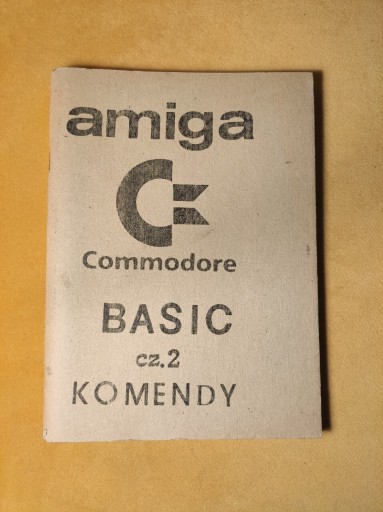 amiga
Commodore
BASIC
cz.2
KOMENDY